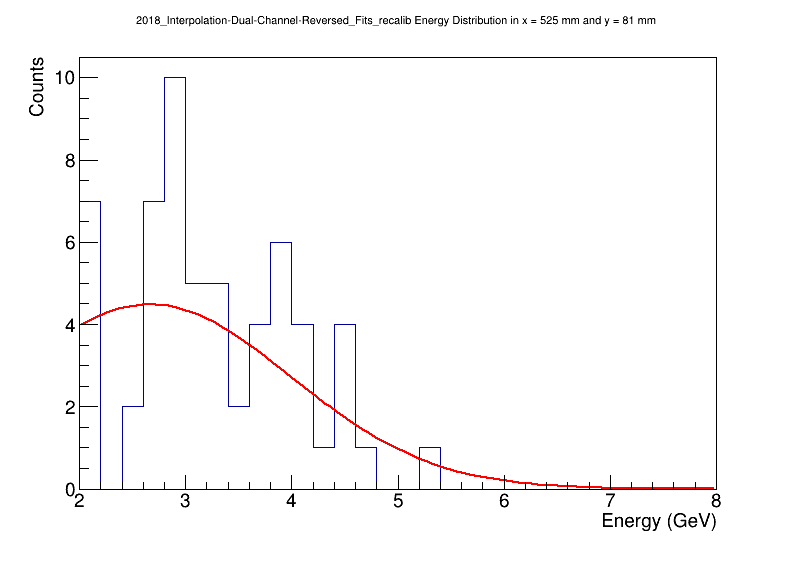 2018_Interpolation-Dual-Channel-Reversed_Fits_recalib Energy Distribution in x = 525 mm and y = 81 mm
Counts
10
8
6
4
2
0
2 3 4 5 6 7 8
Energy (GeV)